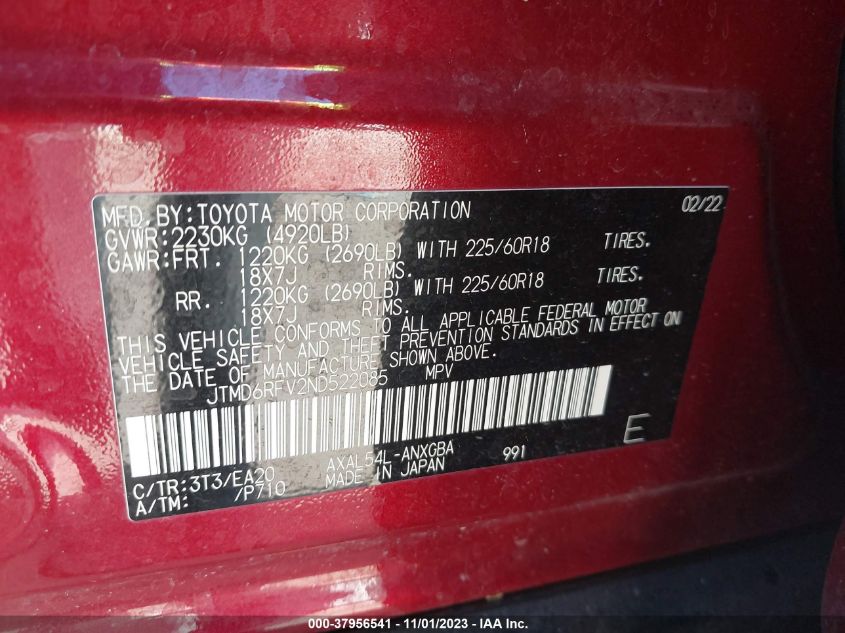 MFD. BY: TOYOTA MOTOR CORPORATION 02/22
GVWR: 2230KG (4920LB)
GAWR: FRT. 1220KG (2690LB) WITH 225/60R18 TIRES.
18X7J RIMS.
RR. 1220KG (2690LB) WITH 225/60R18 TIRES.
18X7J RIMS.
THIS VEHICLE CONFORMS TO ALL APPLICABLE FEDERAL MOTOR
VEHICLE SAFETY AND THEFT PREVENTION STANDARDS IN EFFECT ON
THE DATE OF MANUFACTURE SHOWN ABOVE.
JTMD6RFV2ND522085 MPV
E
C/TR: 3T3/EA20 AXAL54L-ANXGBA 991
A/TM: /P710 MADE IN JAPAN
000-37956541 - 11/01/2023 - IAA Inc.